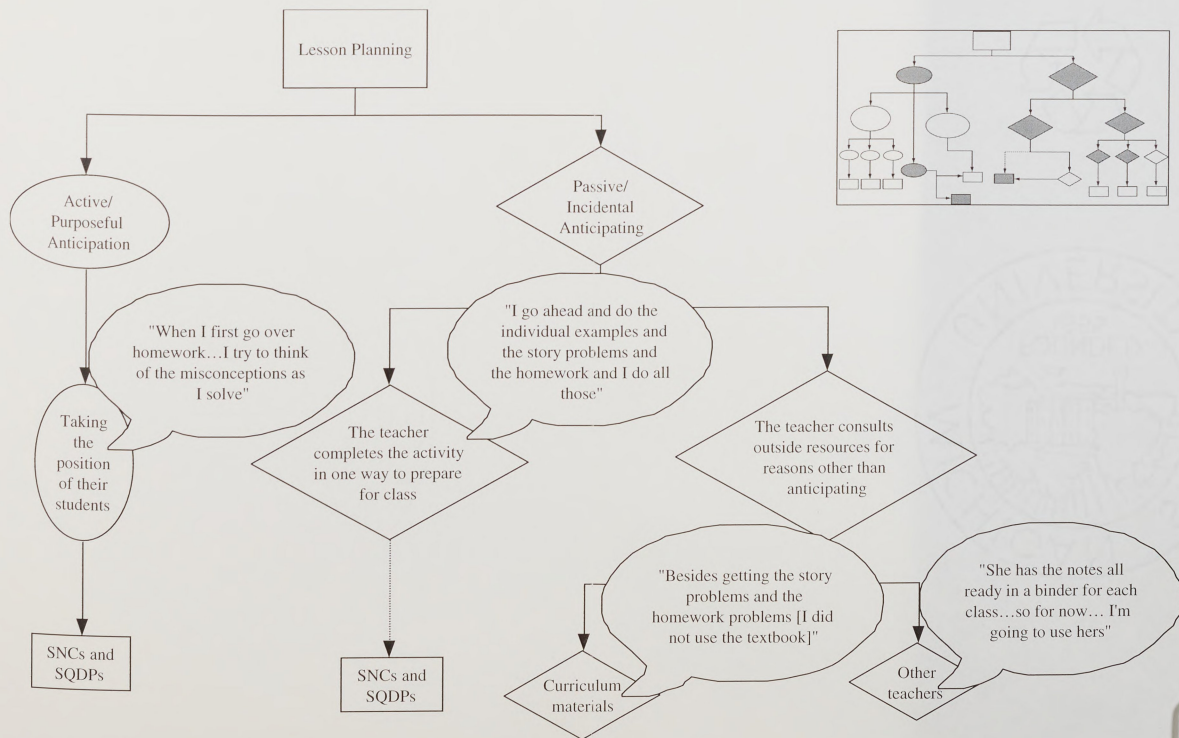 Lesson Planning
Active/
Purposeful
Anticipation
Passive/
Incidental
Anticipating
"When I first go over
homework...I try to think
of the misconceptions as
I solve"
"I go ahead and do the
individual examples and
the story problems and
the homework and I do all
those"
Taking
the
position
of their
students
The teacher
completes the activity
in one way to prepare
for class
The teacher consults
outside resources for
reasons other than
anticipating
"Besides getting the story
problems and the
homework problems [I did
not use the textbook]"
"She has the notes all
ready in a binder for each
class...so for now... I'm
going to use hers"
SNCs and
SQDPs
SNCs and
SQDPs
Curriculum
materials
Other
teachers